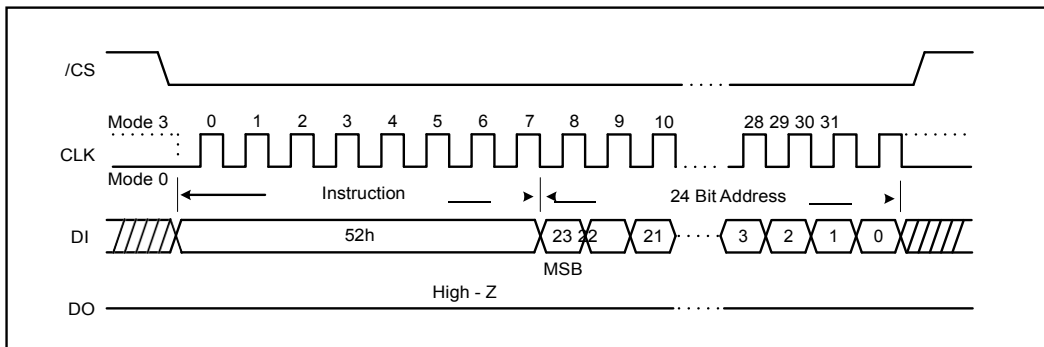 /CS
Mode 3 0 1 2 3 4 5 6 7 8 9 10 28 29 30 31
CLK
Mode 0
Instruction 24 Bit Address
DI 52h 23 22 21 3 2 1 0
MSB
High - Z
DO